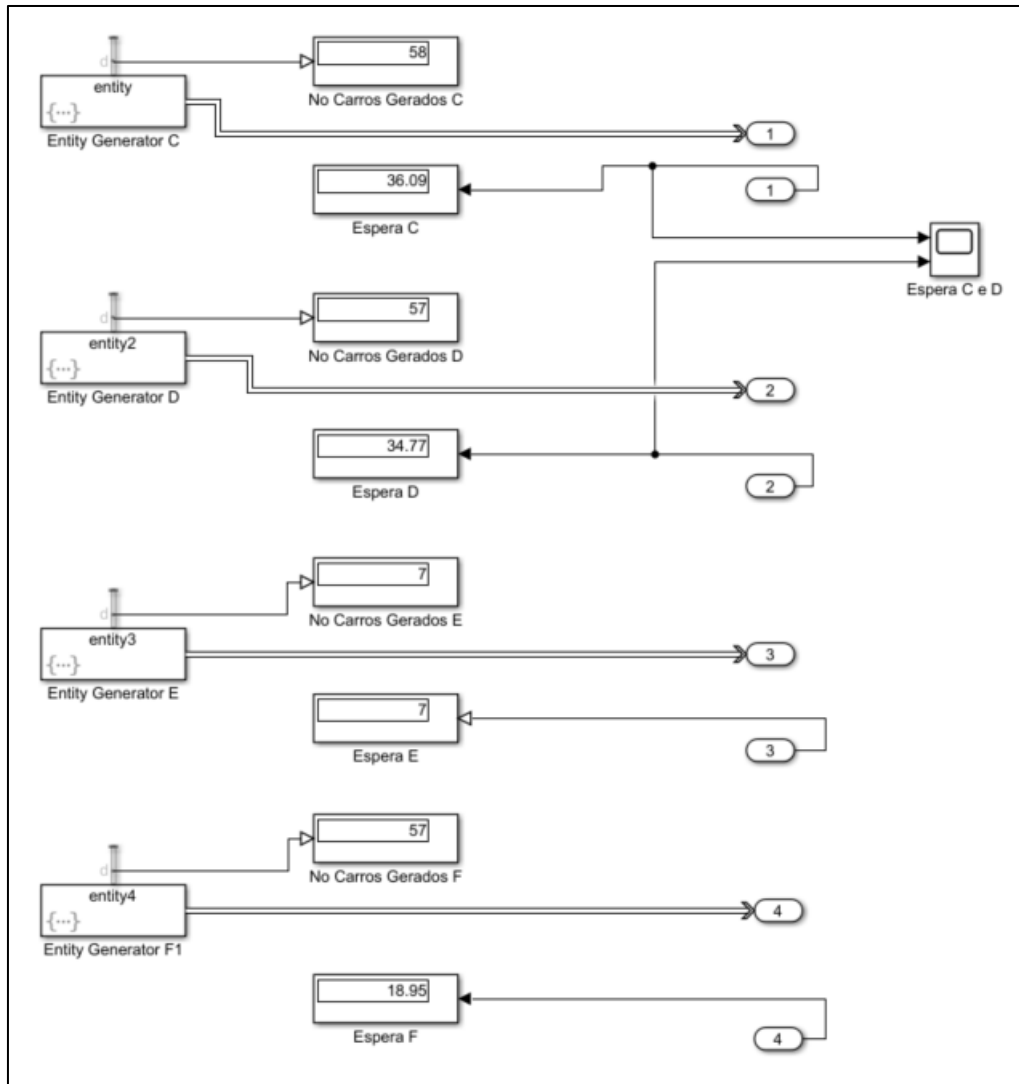 d
58
entity
{...}
No Carros Gerados C
Entity Generator C
1
36.09
1
Espera C
Espera C e D
d
57
entity2
{...}
No Carros Gerados D
Entity Generator D
2
34.77
Espera D
2
7
d
No Carros Gerados E
entity3
{...}
3
Entity Generator E
7
Espera E
3
57
d
No Carros Gerados F
entity4
{...}
4
Entity Generator F1
18.95
Espera F
4